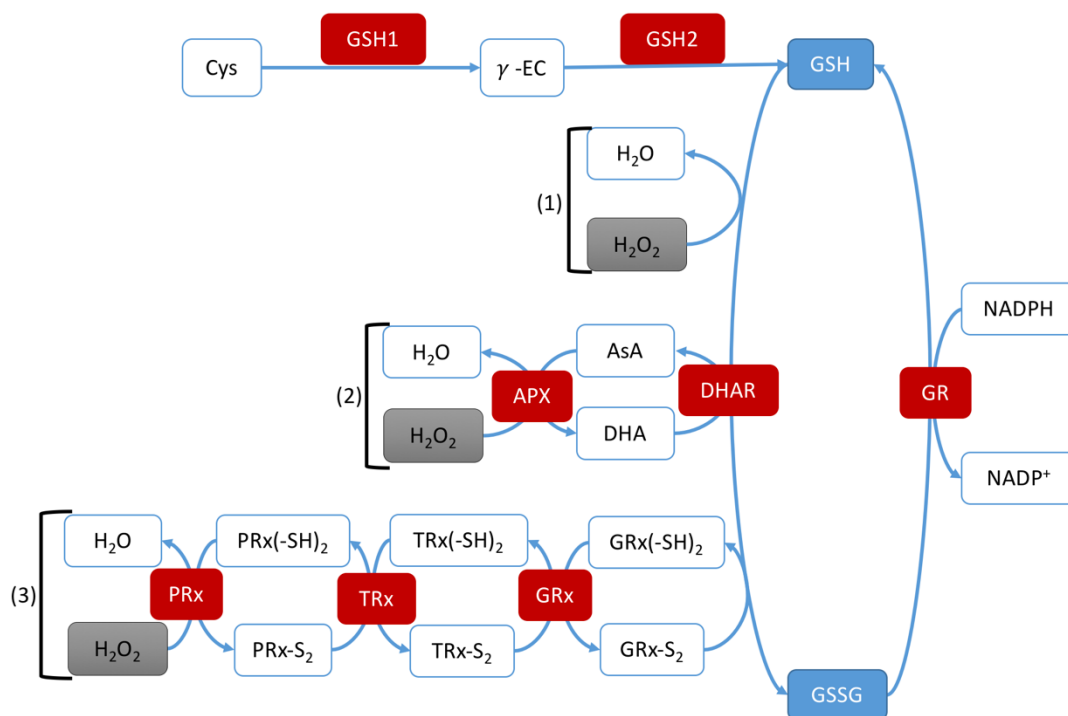 GSH1
GSH2
Cys
γ -EC
GSH
H₂O
(1)
H₂O₂
NADPH
H₂O
AsA
(2)
APX
DHAR
GR
H₂O₂
DHA
NADP⁺
H₂O
PRx(-SH)₂
TRx(-SH)₂
GRx(-SH)₂
(3)
PRx
TRx
GRx
H₂O₂
PRx-S₂
TRx-S₂
GRx-S₂
GSSG